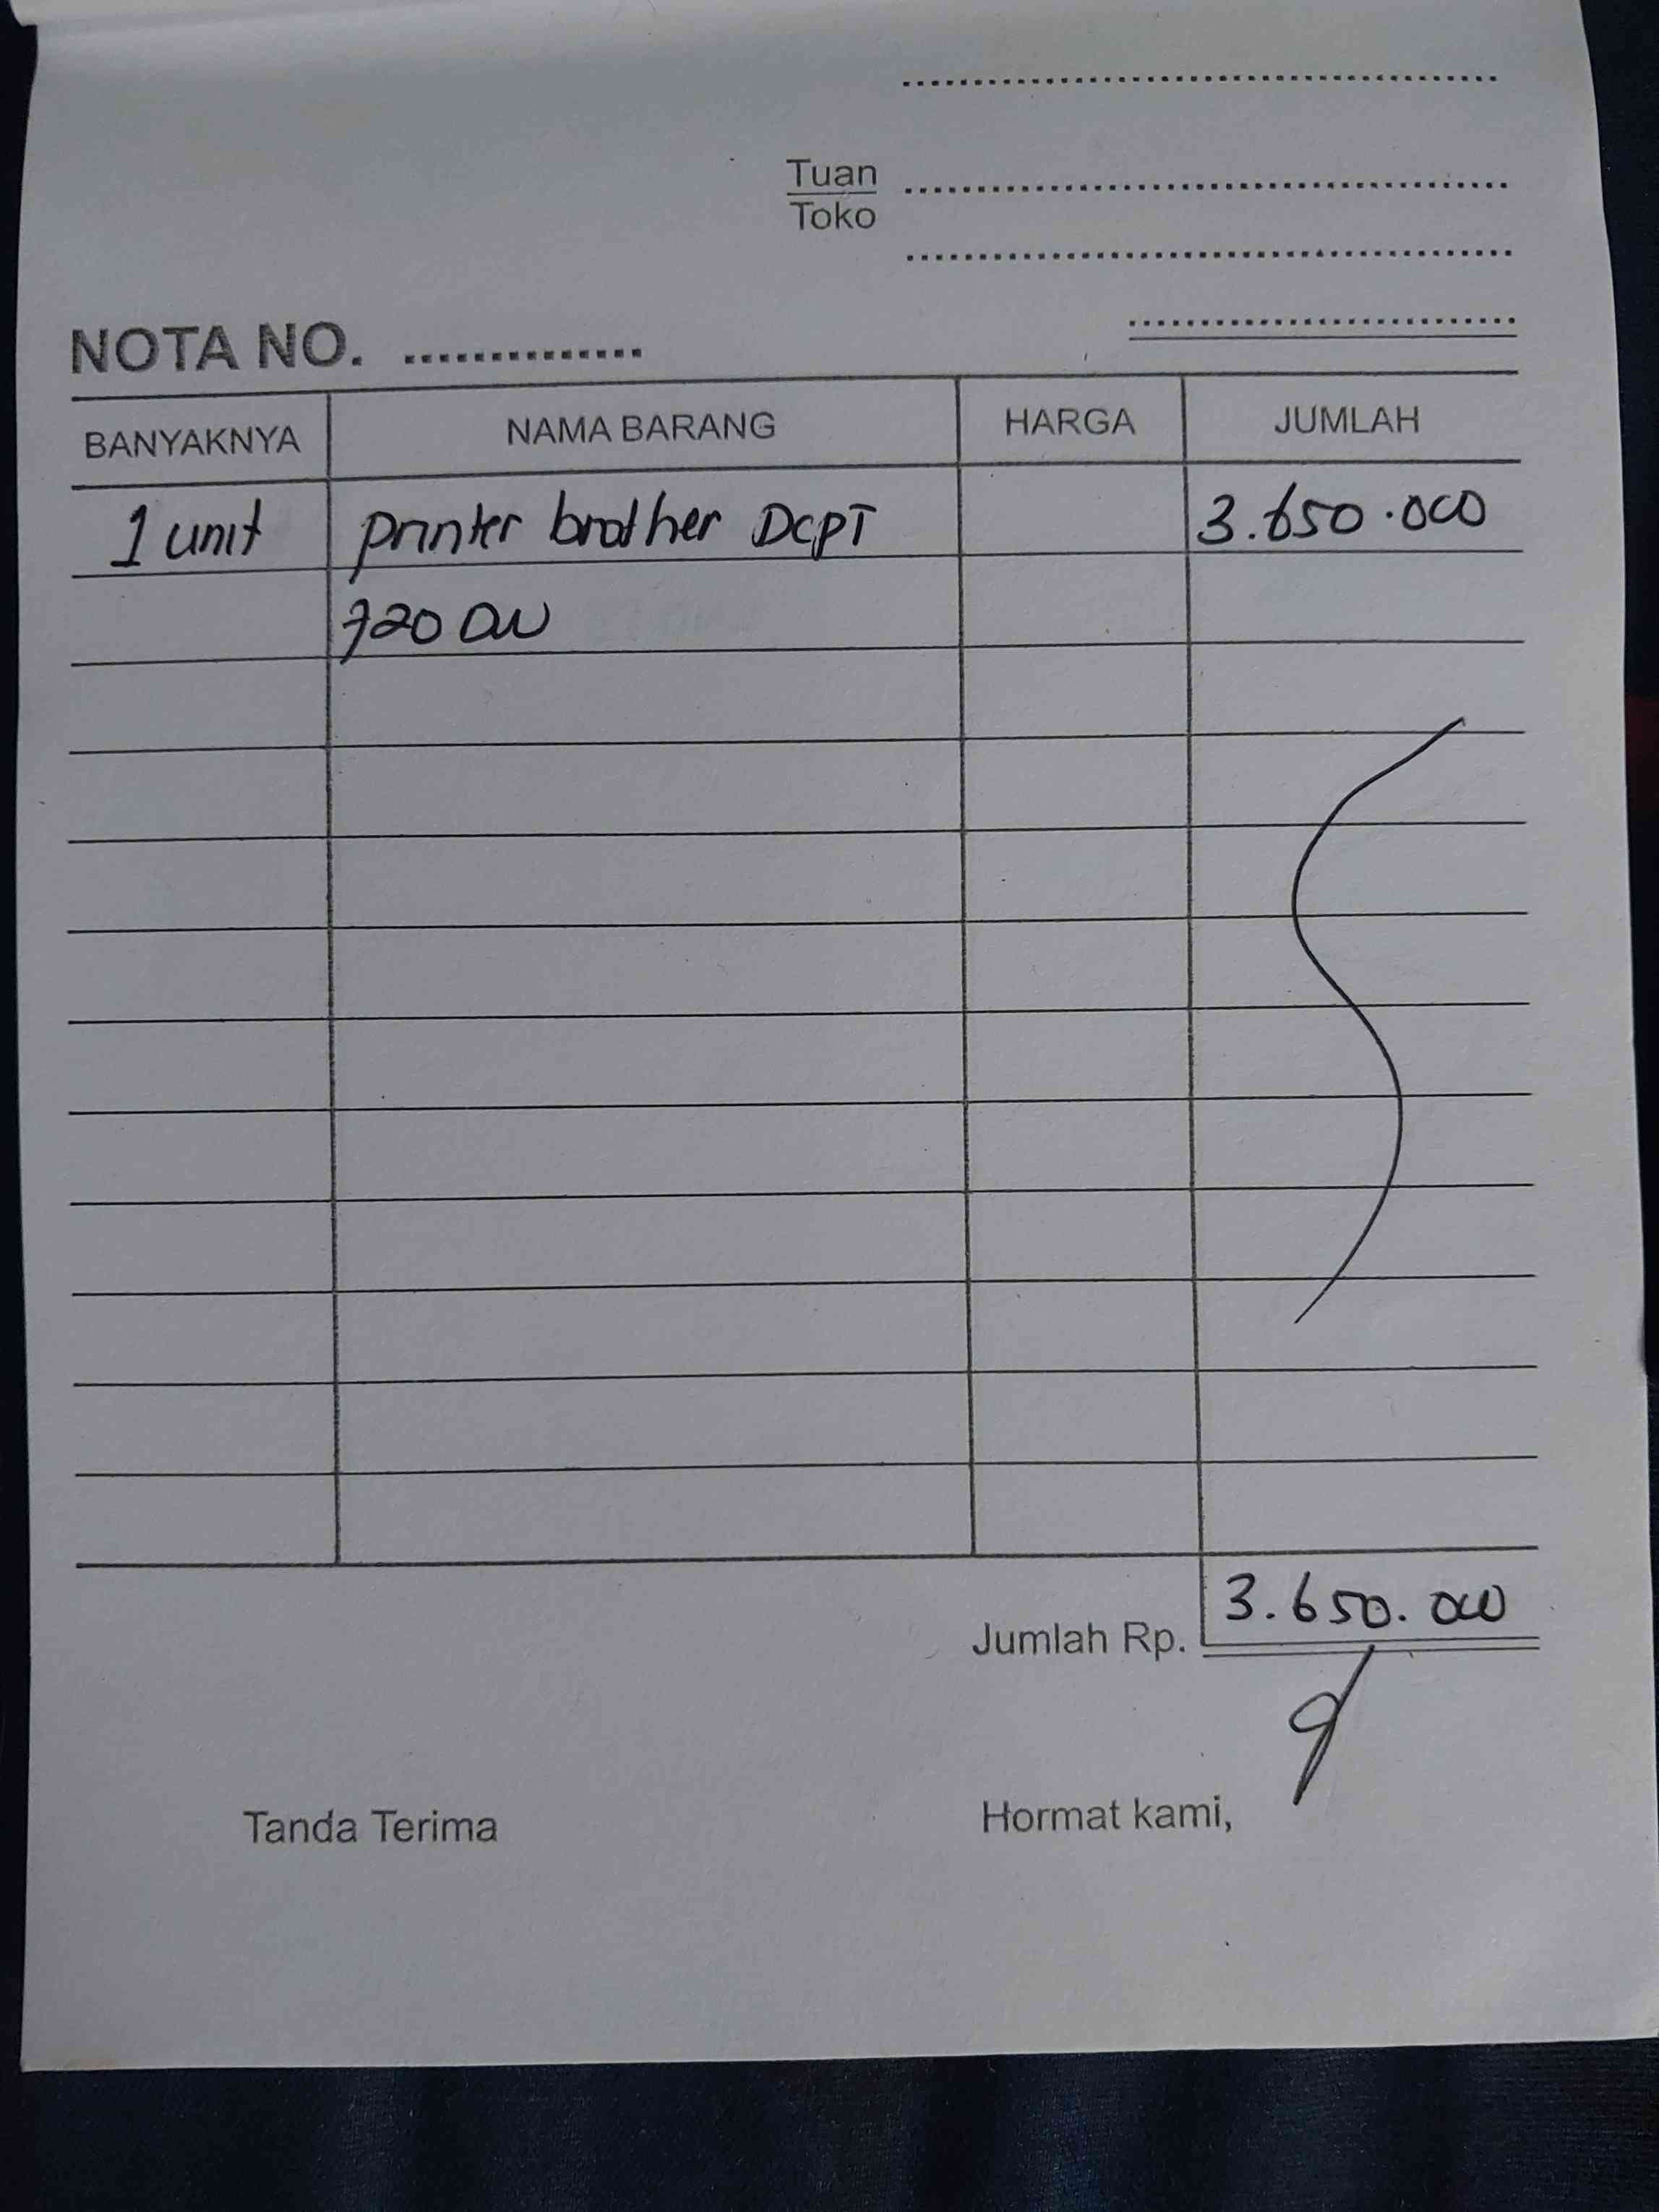 Tuan
Toko
NOTA NO.
BANYAKNYA NAMA BARANG HARGA JUMLAH
1 unit printer brother DcpT 3.650.000
720 DW
3.650.000
Jumlah Rp.
Tanda Terima Hormat kami,